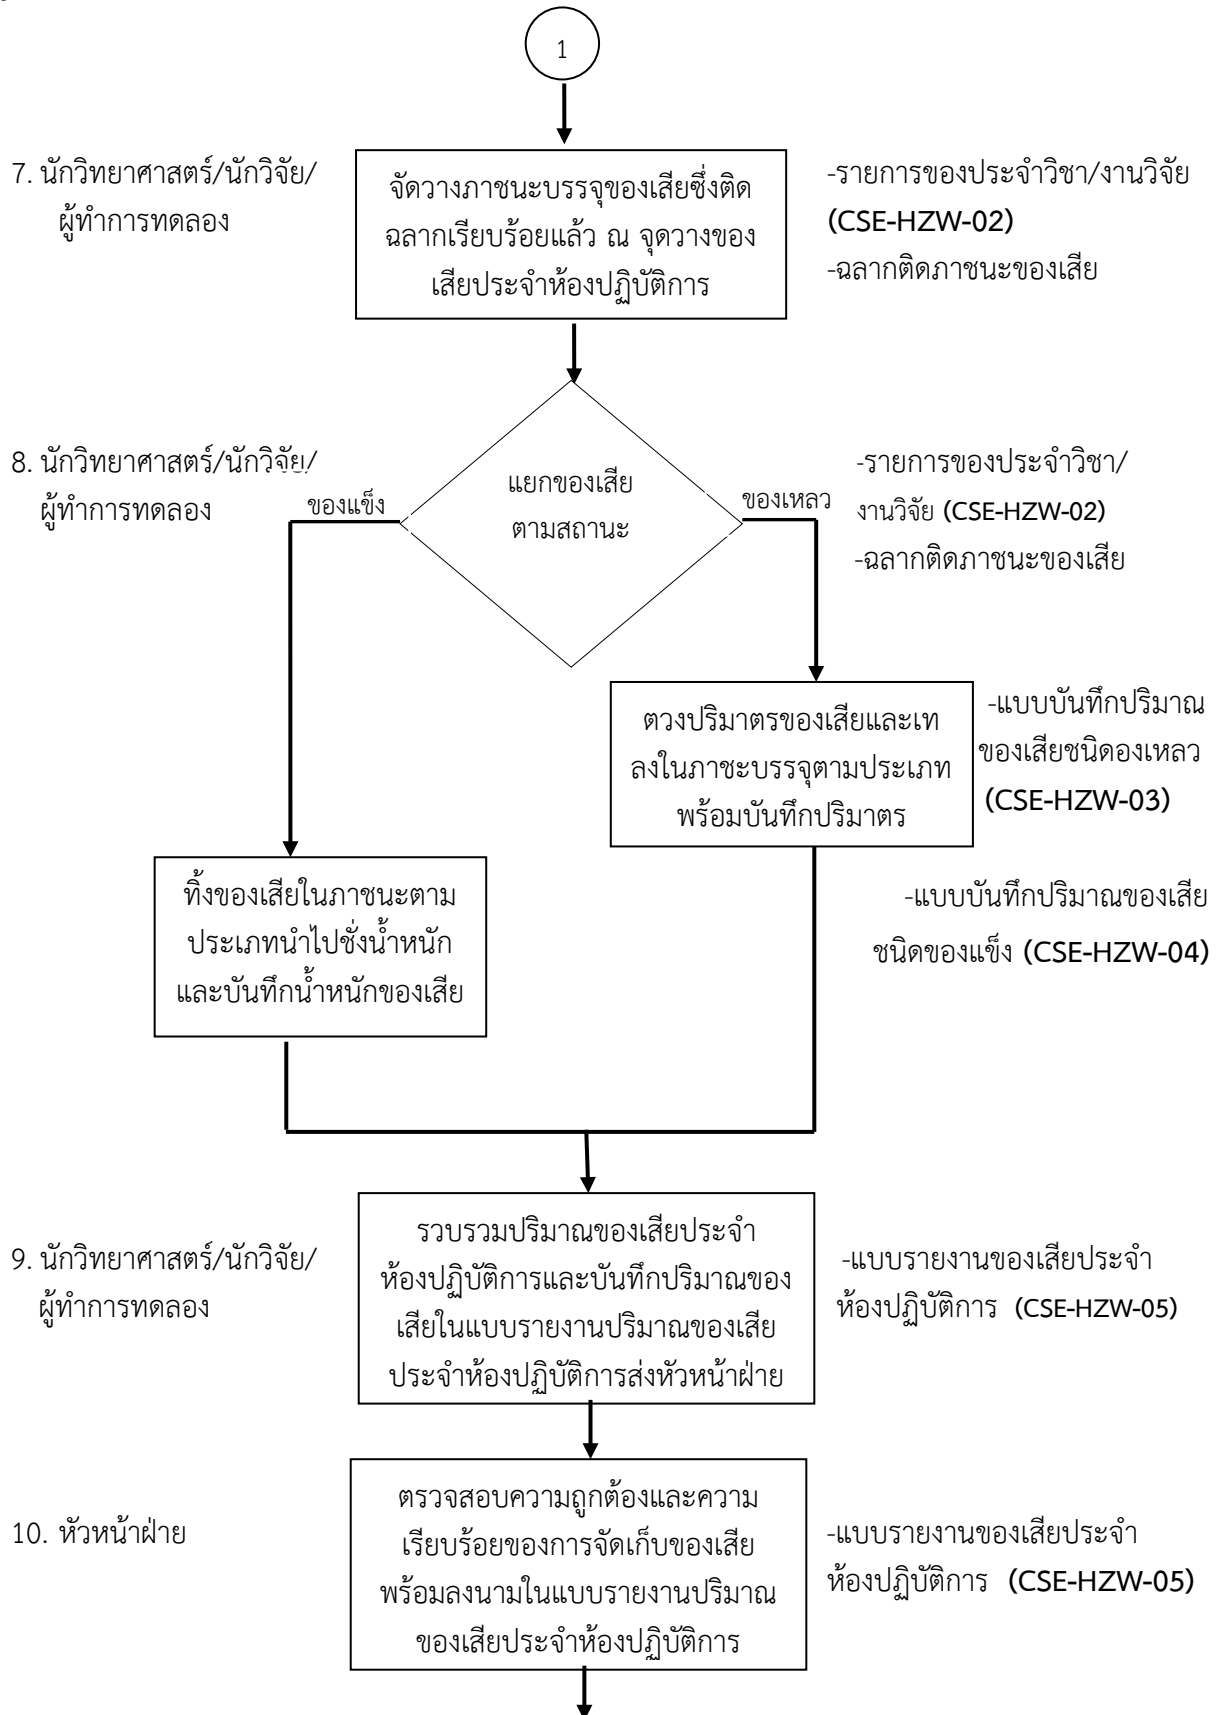 1
7. นักวิทยาศาสตร์/นักวิจัย/
ผู้ทำการทดลอง
จัดวางภาชนะบรรจุของเสียซึ่งติด
ฉลากเรียบร้อยแล้ว ณ จุดวางของ
เสียประจำห้องปฏิบัติการ
-รายการของประจำวิชา/งานวิจัย
(CSE-HZW-02)
-ฉลากติดภาชนะของเสีย
8. นักวิทยาศาสตร์/นักวิจัย/
ผู้ทำการทดลอง
ของแข็ง
แยกของเสีย
ตามสถานะ
ของเหลว
-รายการของประจำวิชา/
งานวิจัย (CSE-HZW-02)
-ฉลากติดภาชนะของเสีย
ตวงปริมาตรของเสียและเท
ลงในภาชะบรรจุตามประเภท
พร้อมบันทึกปริมาตร
-แบบบันทึกปริมาณ
ของเสียชนิดองเหลว
(CSE-HZW-03)
ทิ้งของเสียในภาชนะตาม
ประเภทนำไปชั่งน้ำหนัก
และบันทึกน้ำหนักของเสีย
-แบบบันทึกปริมาณของเสีย
ชนิดของแข็ง (CSE-HZW-04)
9. นักวิทยาศาสตร์/นักวิจัย/
ผู้ทำการทดลอง
รวบรวมปริมาณของเสียประจำ
ห้องปฏิบัติการและบันทึกปริมาณของ
เสียในแบบรายงานปริมาณของเสีย
ประจำห้องปฏิบัติการส่งหัวหน้าฝ่าย
-แบบรายงานของเสียประจำ
ห้องปฏิบัติการ (CSE-HZW-05)
10. หัวหน้าฝ่าย
ตรวจสอบความถูกต้องและความ
เรียบร้อยของการจัดเก็บของเสีย
พร้อมลงนามในแบบรายงานปริมาณ
ของเสียประจำห้องปฏิบัติการ
-แบบรายงานของเสียประจำ
ห้องปฏิบัติการ (CSE-HZW-05)